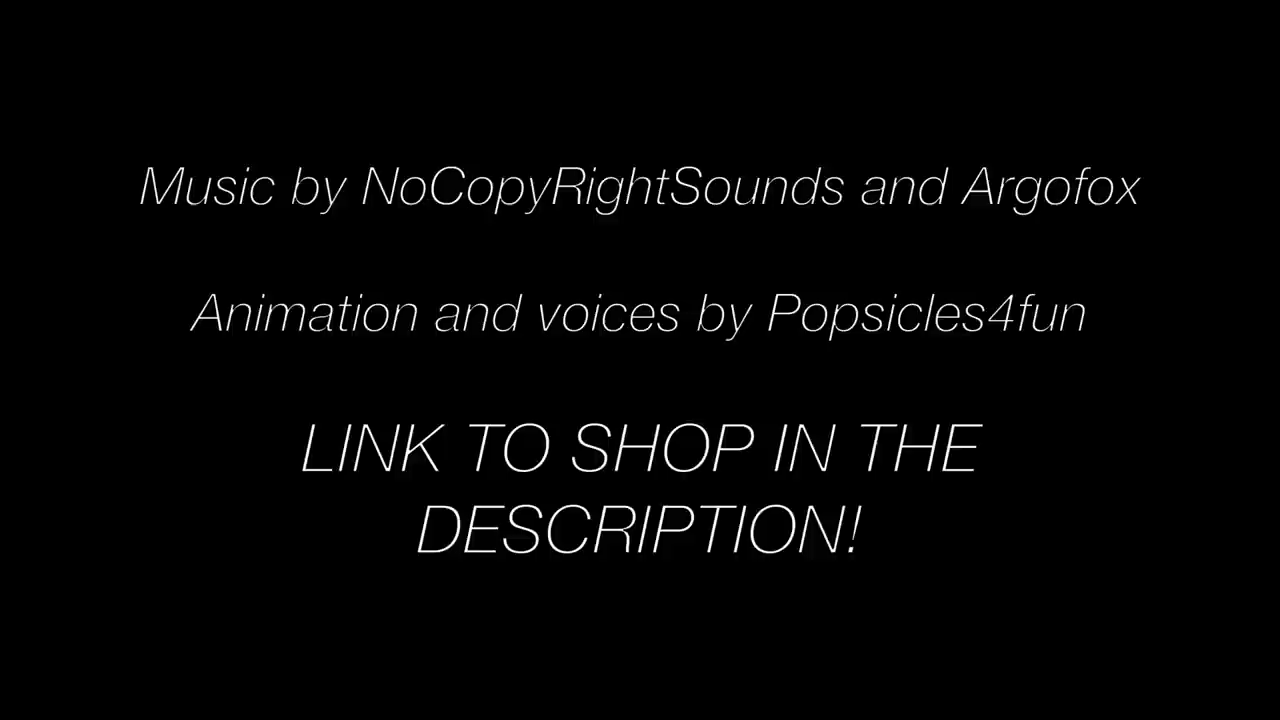 Music by NoCopyRightSounds and Argofox
Animation and voices by Popsicles4fun
LINK TO SHOP IN THE
DESCRIPTION!